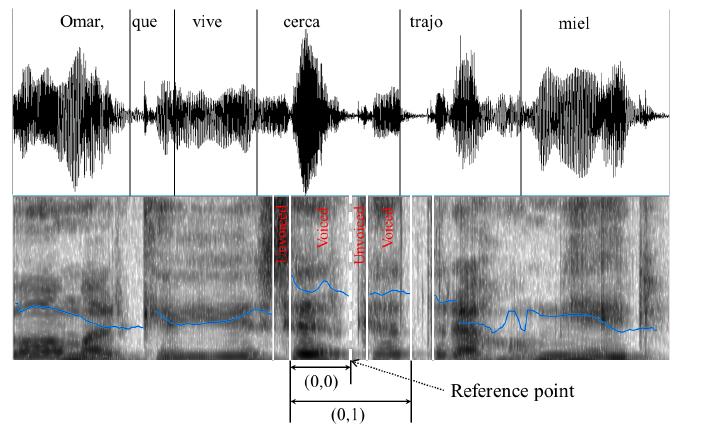 Omar, que vive cerca trajo miel
Unvoiced Voiced Unvoiced Voiced
(0,0)
Reference point
(0,1)